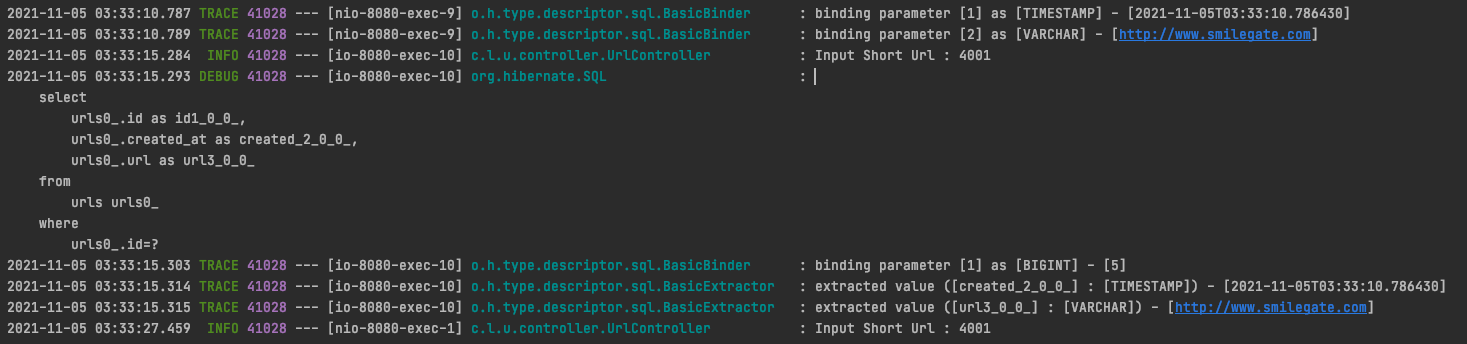 2021-11-05 03:33:10.787 TRACE 41028 --- [nio-8080-exec-9] o.h.type.descriptor.sql.BasicBinder      : binding parameter [1] as [TIMESTAMP] - [2021-11-05T03:33:10.786430]
2021-11-05 03:33:10.789 TRACE 41028 --- [nio-8080-exec-9] o.h.type.descriptor.sql.BasicBinder      : binding parameter [2] as [VARCHAR] - [http://www.smilegate.com]
2021-11-05 03:33:15.284  INFO 41028 --- [io-8080-exec-10] c.l.u.controller.UrlController           : Input Short Url : 4001
2021-11-05 03:33:15.293 DEBUG 41028 --- [io-8080-exec-10] org.hibernate.SQL                        :
    select
        urls0_.id as id1_0_0_,
        urls0_.created_at as created_2_0_0_,
        urls0_.url as url3_0_0_
    from
        urls urls0_
    where
        urls0_.id=?
2021-11-05 03:33:15.303 TRACE 41028 --- [io-8080-exec-10] o.h.type.descriptor.sql.BasicBinder      : binding parameter [1] as [BIGINT] - [5]
2021-11-05 03:33:15.314 TRACE 41028 --- [io-8080-exec-10] o.h.type.descriptor.sql.BasicExtractor   : extracted value ([created_2_0_0_] : [TIMESTAMP]) - [2021-11-05T03:33:10.786430]
2021-11-05 03:33:15.315 TRACE 41028 --- [io-8080-exec-10] o.h.type.descriptor.sql.BasicExtractor   : extracted value ([url3_0_0_] : [VARCHAR]) - [http://www.smilegate.com]
2021-11-05 03:33:27.459  INFO 41028 --- [nio-8080-exec-1] c.l.u.controller.UrlController           : Input Short Url : 4001